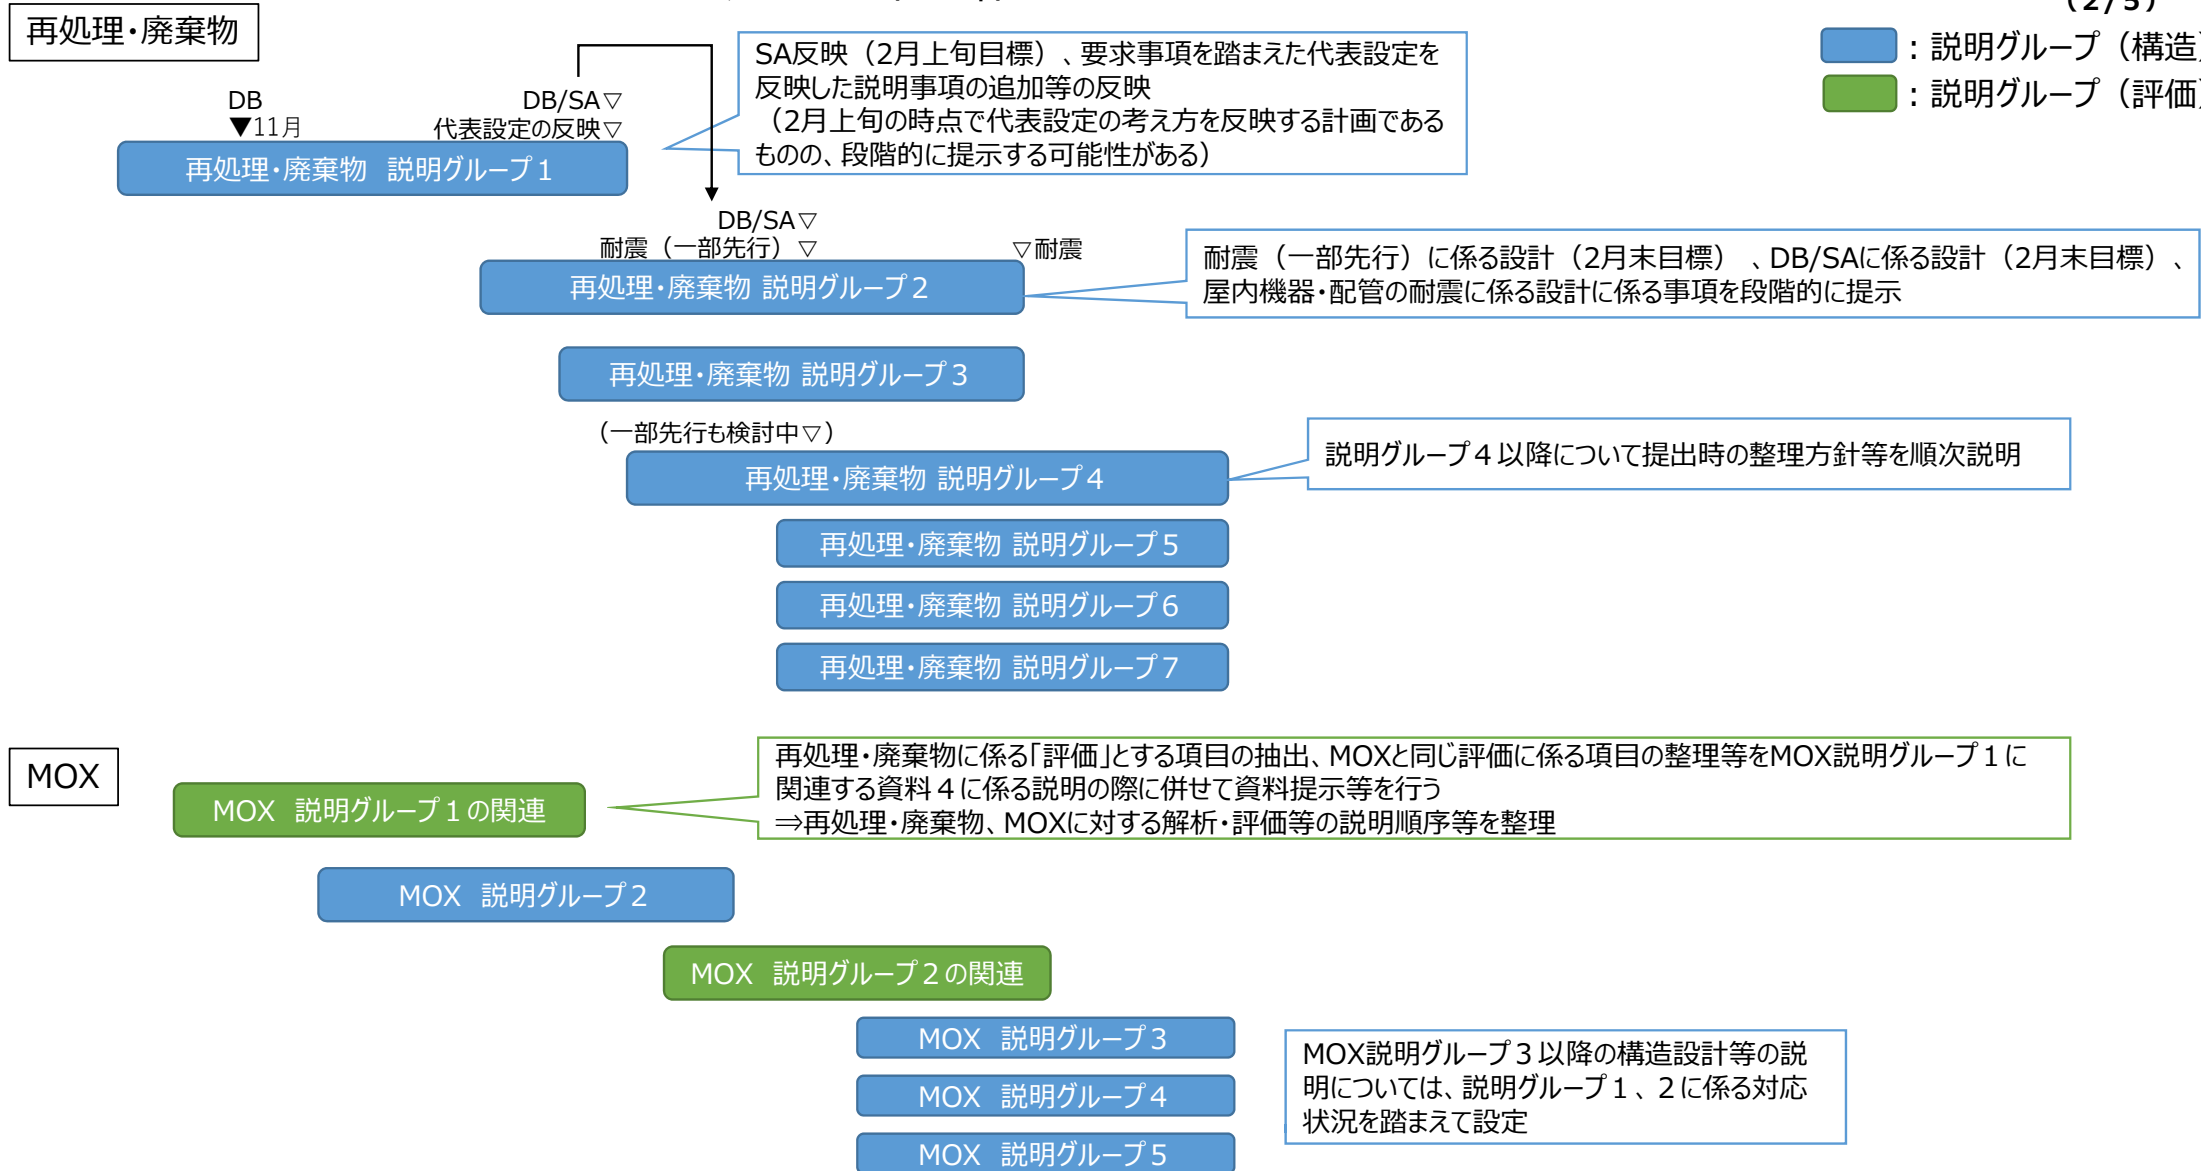 (2/5)
再処理・廃棄物
：説明グループ（構造）
：説明グループ（評価）
SA反映（2月上旬目標）、要求事項を踏まえた代表設定を
反映した説明事項の追加等の反映
（2月上旬の時点で代表設定の考え方を反映する計画である
ものの、段階的に提示する可能性がある）
DB
▼11月
DB/SA▽
代表設定の反映▽
再処理・廃棄物 説明グループ１
DB/SA▽
耐震（一部先行）▽
▽耐震
再処理・廃棄物 説明グループ２
耐震（一部先行）に係る設計（2月末目標）、DB/SAに係る設計（2月末目標）、
屋内機器・配管の耐震に係る設計に係る事項を段階的に提示
再処理・廃棄物 説明グループ３
（一部先行も検討中▽）
再処理・廃棄物 説明グループ４
説明グループ４以降について提出時の整理方針等を順次説明
再処理・廃棄物 説明グループ５
再処理・廃棄物 説明グループ６
再処理・廃棄物 説明グループ７
MOX
再処理・廃棄物に係る「評価」とする項目の抽出、MOXと同じ評価に係る項目の整理等をMOX説明グループ１に
関連する資料４に係る説明の際に併せて資料提示等を行う
⇒再処理・廃棄物、MOXに対する解析・評価等の説明順序等を整理
MOX 説明グループ１の関連
MOX 説明グループ２
MOX 説明グループ２の関連
MOX 説明グループ３
MOX 説明グループ４
MOX 説明グループ５
MOX説明グループ３以降の構造設計等の説
明については、説明グループ１、２に係る対応
状況を踏まえて設定